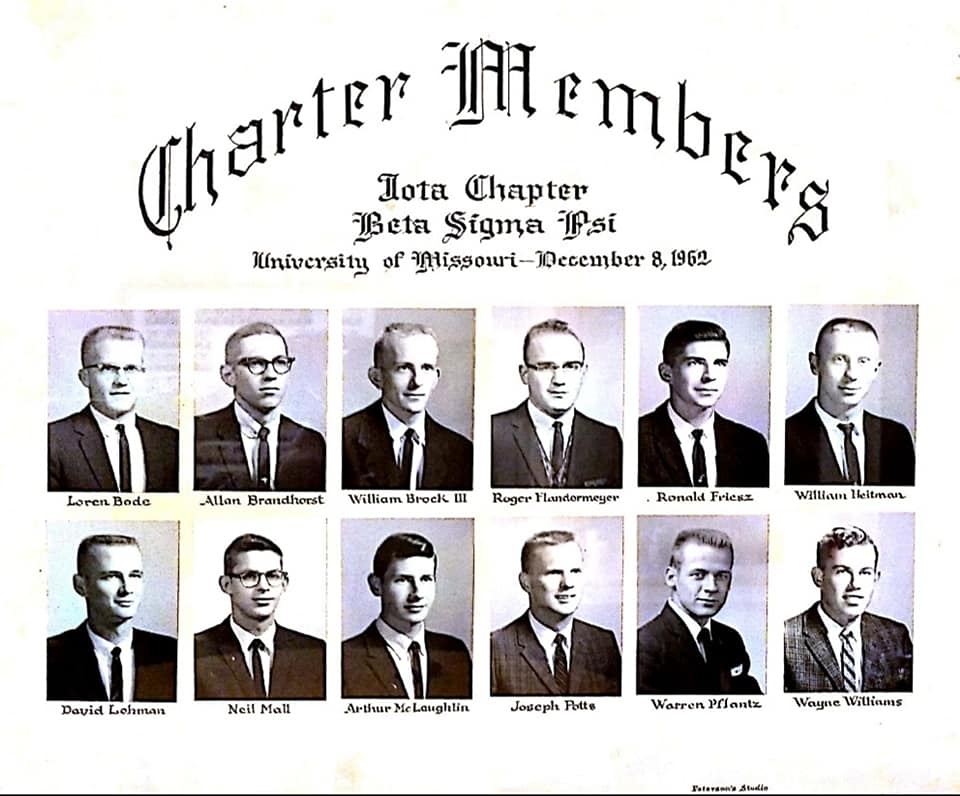 Charter Members
Iota Chapter
Beta Sigma Psi
University of Missouri-December 8, 1962
Loren Bode Allan Brandhorst William Brock III Roger Flandermeyer Ronald Friesz William Heitman
David Lohman Neil Mall Arthur McLaughlin Joseph Potts Warren Pflantz Wayne Williams
Peterson's Studio